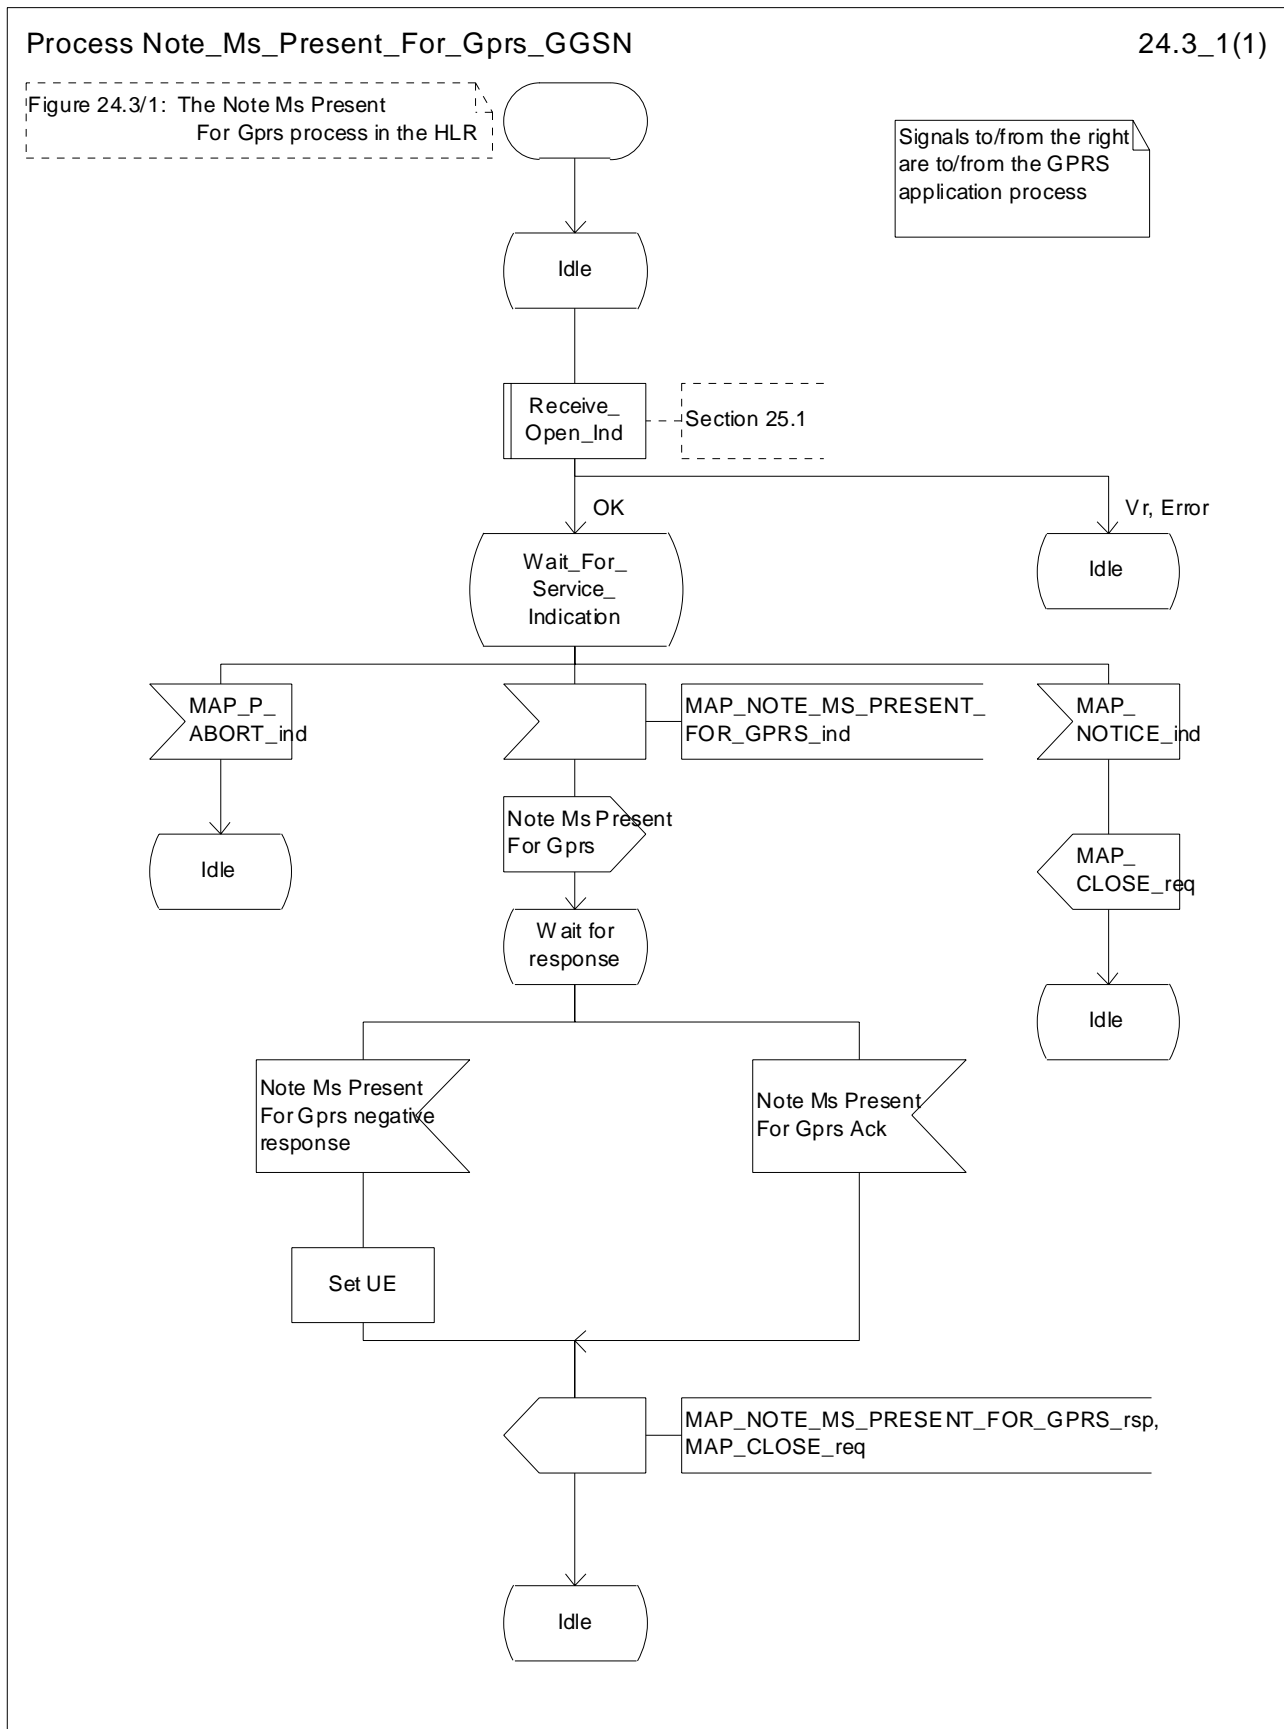 Process Note_Ms_Present_For_Gprs_GGSN
24.3_1(1)
Figure 24.3/1: The Note Ms Present
For Gprs process in the HLR
Signals to/from the right
are to/from the GPRS
application process
Idle
Receive_
Open_Ind
Section 25.1
OK
Vr, Error
Wait_For_
Service_
Indication
Idle
MAP_P_
ABORT_ind
MAP_NOTE_MS_PRESENT_
FOR_GPRS_ind
MAP_
NOTICE_ind
Note Ms Present
For Gprs
Idle
MAP_
CLOSE_req
Wait for
response
Idle
Note Ms Present
For Gprs negative
response
Note Ms Present
For Gprs Ack
Set UE
MAP_NOTE_MS_PRESENT_FOR_GPRS_rsp,
MAP_CLOSE_req
Idle